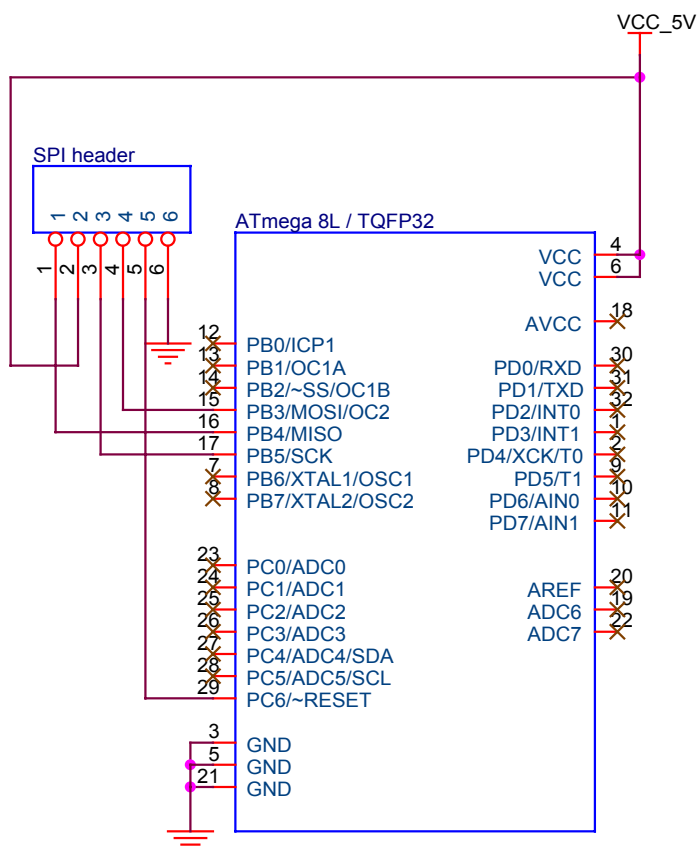 VCC_5V
SPI header
1 2 3 4 5 6
1 2 3 4 5 6
ATmega 8L / TQFP32
VCC 4
VCC 6
AVCC 18
12 PB0/ICP1
13 PB1/OC1A
14 PB2/~SS/OC1B
15 PB3/MOSI/OC2
16 PB4/MISO
17 PB5/SCK
7 PB6/XTAL1/OSC1
8 PB7/XTAL2/OSC2
PD0/RXD 30
PD1/TXD 31
PD2/INT0 32
PD3/INT1 1
PD4/XCK/T0 2
PD5/T1 9
PD6/AIN0 10
PD7/AIN1 11
23 PC0/ADC0
24 PC1/ADC1
25 PC2/ADC2
26 PC3/ADC3
27 PC4/ADC4/SDA
28 PC5/ADC5/SCL
29 PC6/~RESET
AREF 20
ADC6 19
ADC7 22
3 GND
5 GND
21 GND